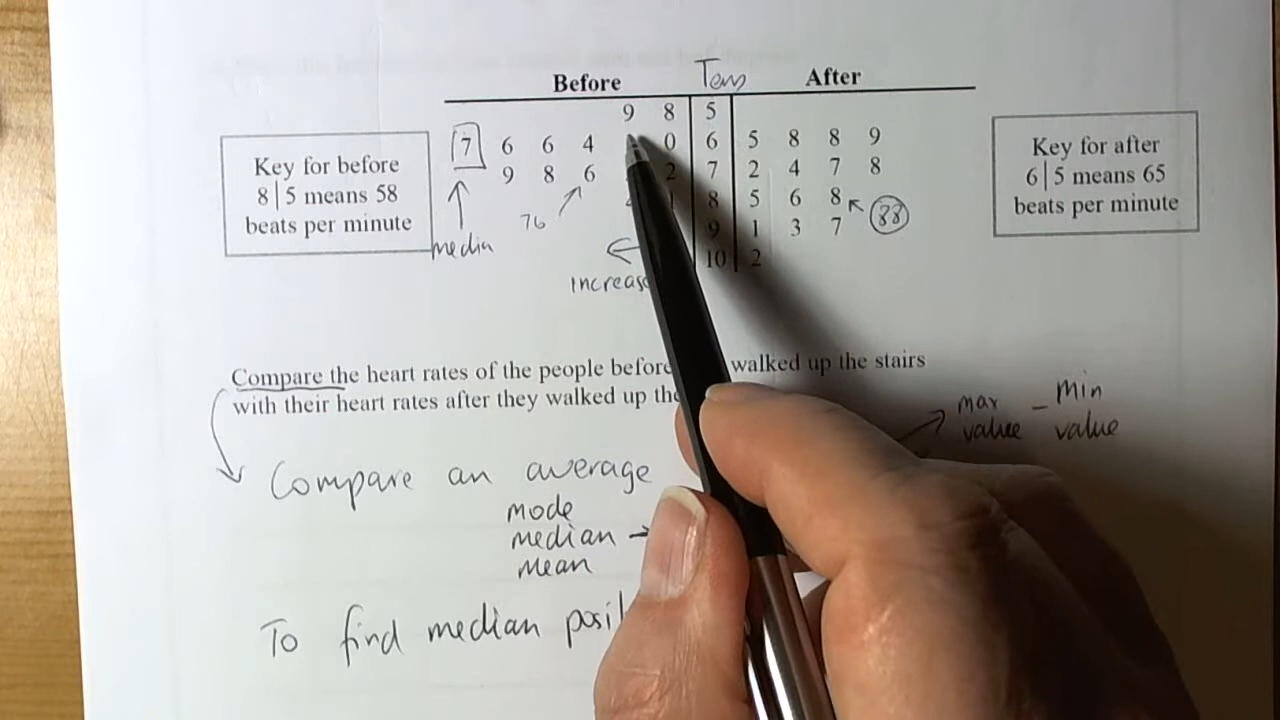 Before Tens After
9 8 5
7 6 6 4 0 6 5 8 8 9
9 8 6 2 7 2 4 7 8
8 5 6 8 88
76 9 1 3 7
median
10 2
increase
Key for before
8|5 means 58
beats per minute
Key for after
6|5 means 65
beats per minute
Compare the heart rates of the people before walked up the stairs
with their heart rates after they walked up the
max value – min value
Compare an average
mode
median →
mean
To find median